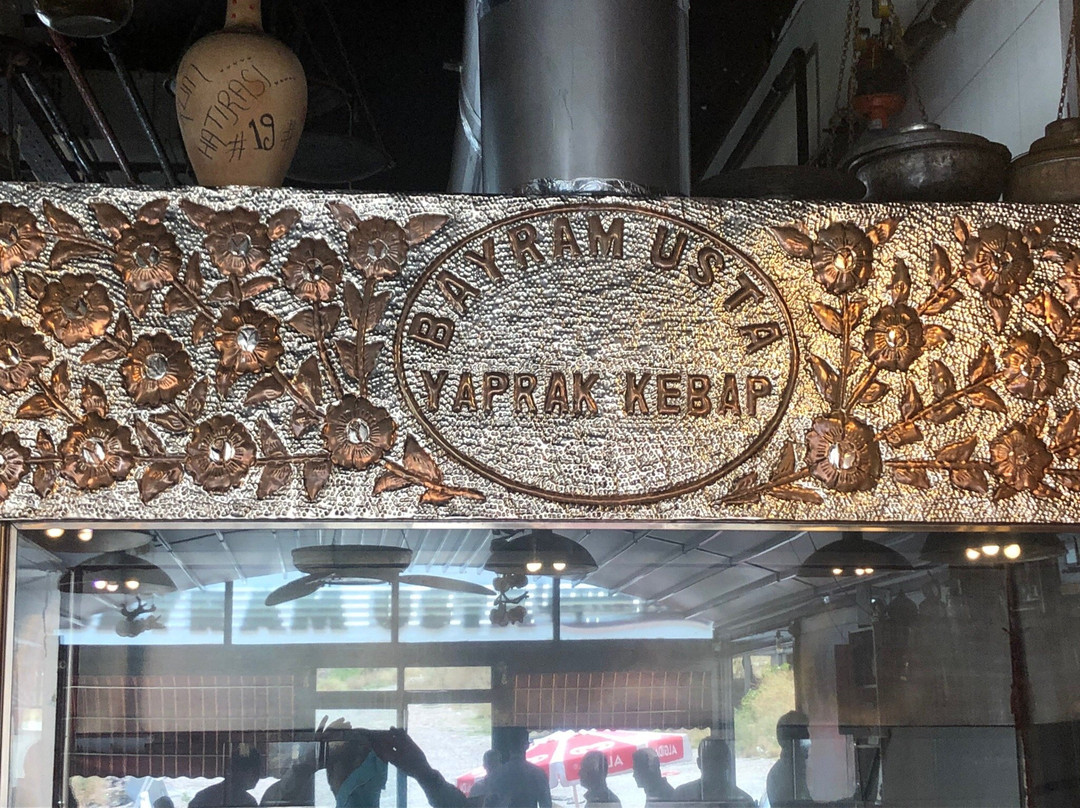 HATIRASI
#19#
BAYRAM USTA
YAPRAK KEBAP